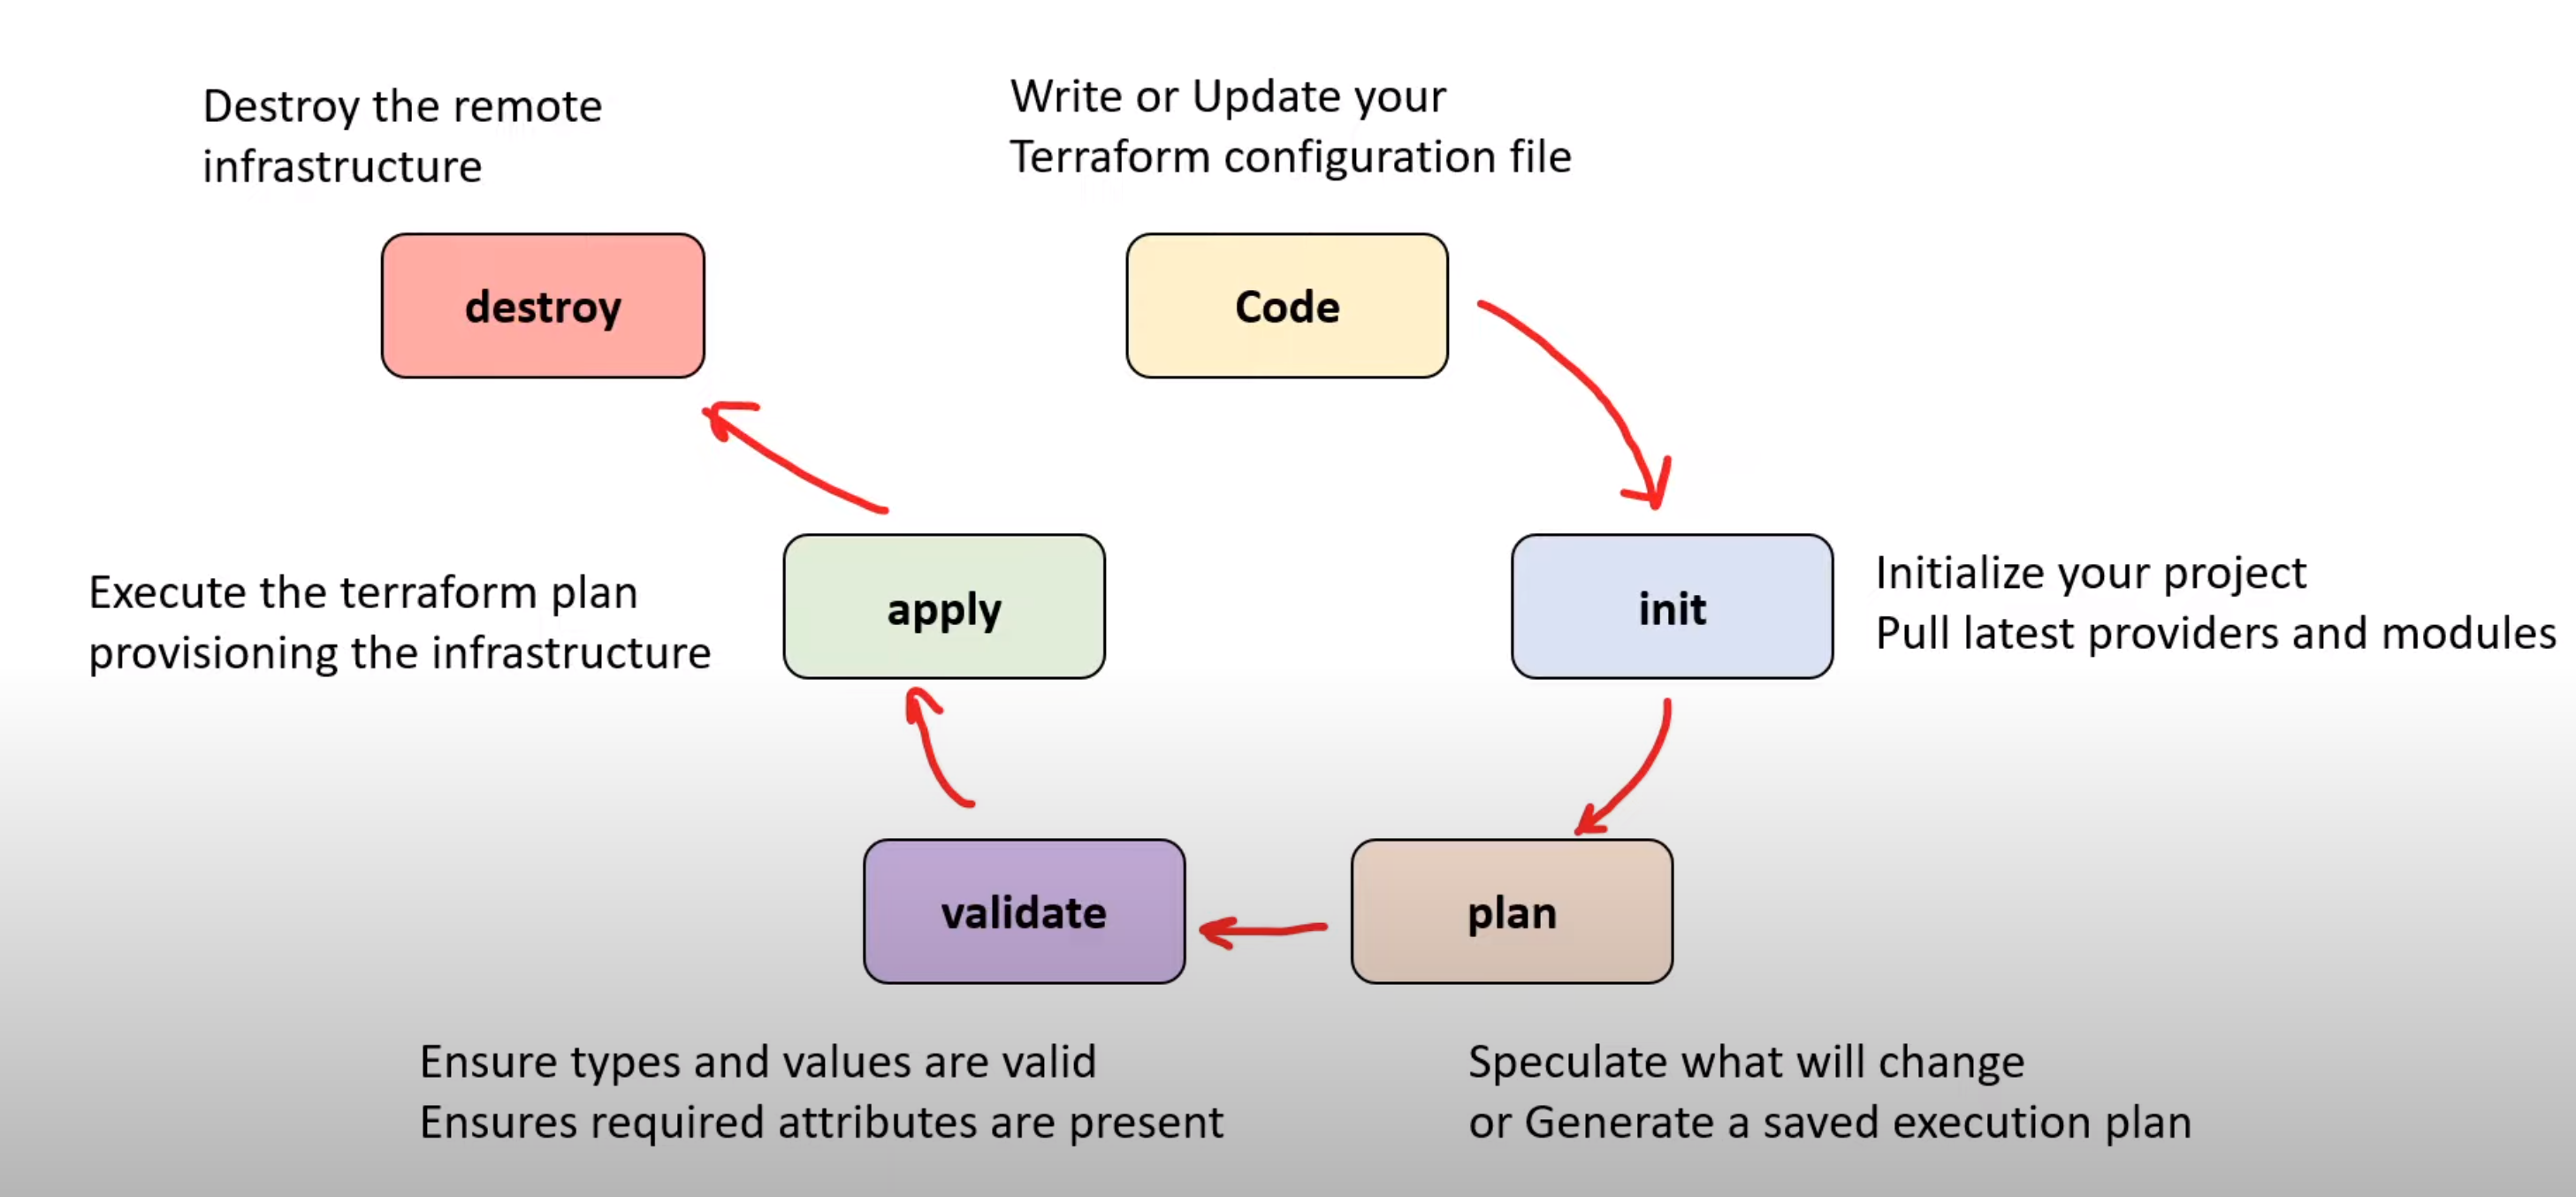 Write or Update your
Terraform configuration file
Code
init
Initialize your project
Pull latest providers and modules
plan
Speculate what will change
or Generate a saved execution plan
validate
Ensure types and values are valid
Ensures required attributes are present
apply
Execute the terraform plan
provisioning the infrastructure
destroy
Destroy the remote
infrastructure